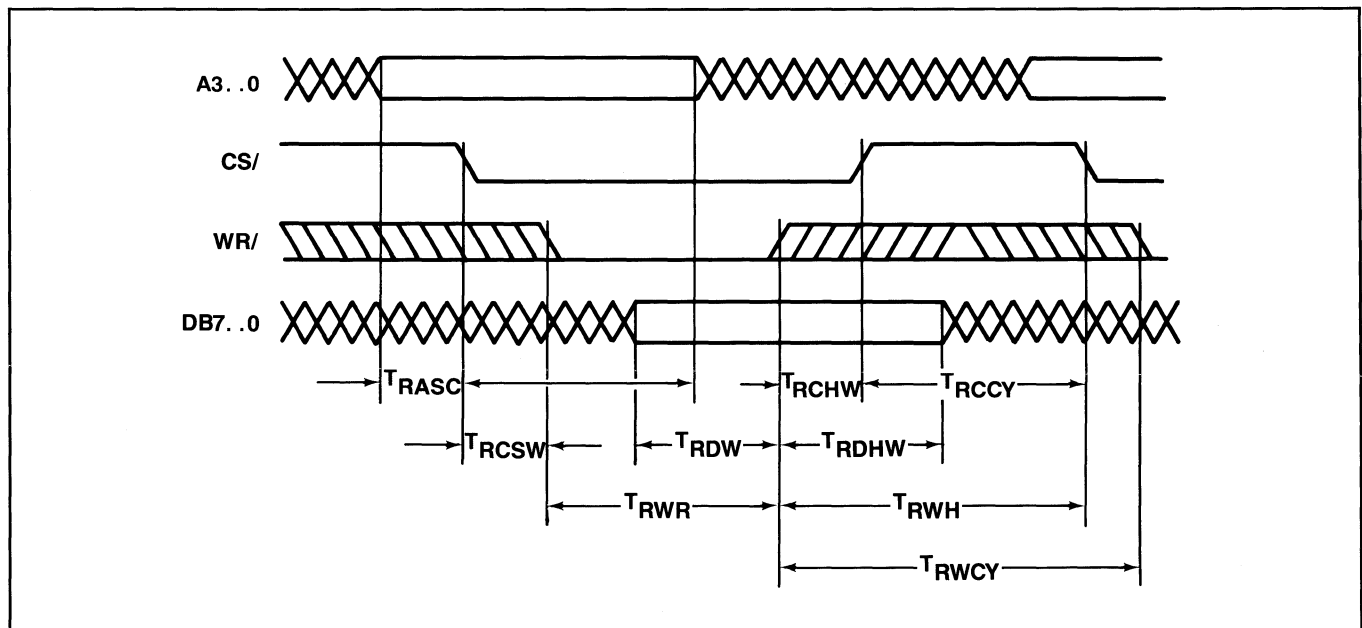 A3. .0
CS/
WR/
DB7. .0
TRASC
TRCHW
TRCCY
TRCSW
TRDW
TRDHW
TRWR
TRWH
TRWCY